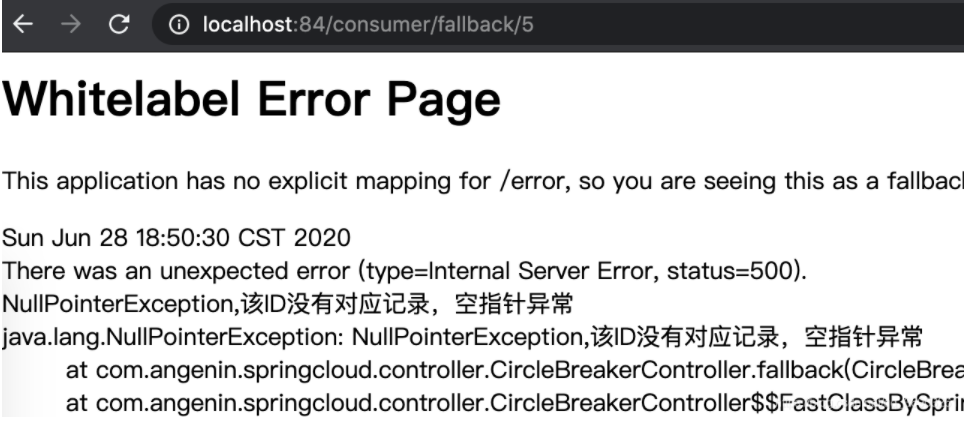 localhost:84/consumer/fallback/5
Whitelabel Error Page
This application has no explicit mapping for /error, so you are seeing this as a fallback
Sun Jun 28 18:50:30 CST 2020
There was an unexpected error (type=Internal Server Error, status=500).
NullPointerException,该ID没有对应记录，空指针异常
java.lang.NullPointerException: NullPointerException,该ID没有对应记录，空指针异常
at com.angenin.springcloud.controller.CircleBreakerController.fallback(CircleBrea
at com.angenin.springcloud.controller.CircleBreakerController$$FastClassBySprin